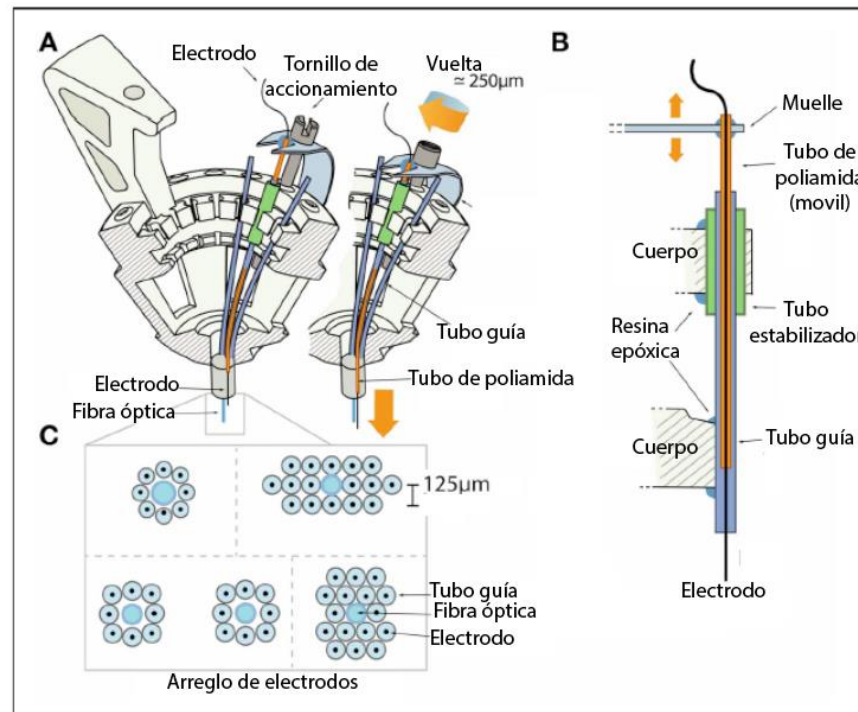 A
Electrodo
Tornillo de
accionamiento
Vuelta
≃ 250µm
Tubo guía
Electrodo
Tubo de poliamida
Fibra óptica
B
Muelle
Tubo de
poliamida
(movil)
Cuerpo
Tubo
estabilizador
Resina
epóxica
Cuerpo
Tubo guía
Electrodo
C
125µm
Tubo guía
Fibra óptica
Electrodo
Arreglo de electrodos